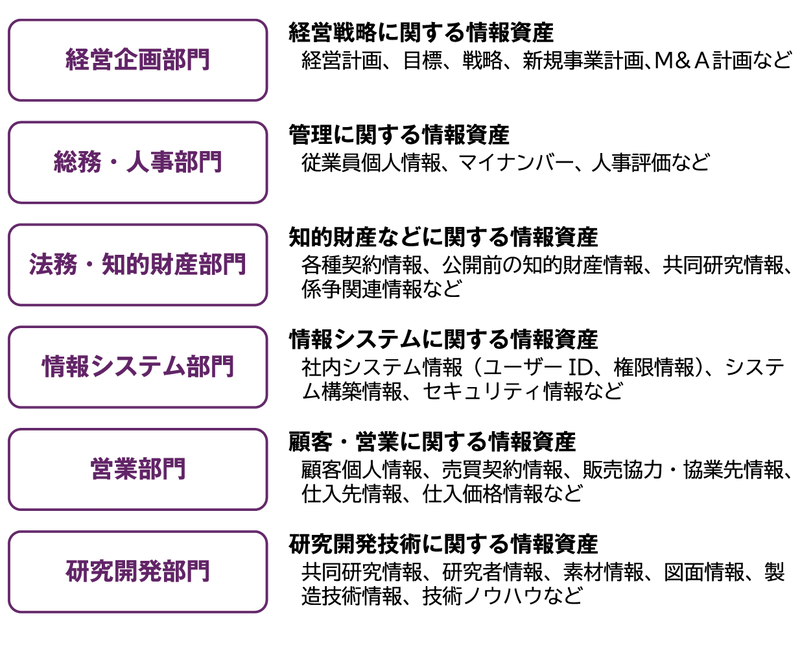 経営企画部門
経営戦略に関する情報資産
経営計画、目標、戦略、新規事業計画、M&A計画など
総務・人事部門
管理に関する情報資産
従業員個人情報、マイナンバー、人事評価など
法務・知的財産部門
知的財産などに関する情報資産
各種契約情報、公開前の知的財産情報、共同研究情報、
係争関連情報など
情報システム部門
情報システムに関する情報資産
社内システム情報（ユーザー ID、権限情報）、システ
ム構築情報、セキュリティ情報など
営業部門
顧客・営業に関する情報資産
顧客個人情報、売買契約情報、販売協力・協業先情報、
仕入先情報、仕入価格情報など
研究開発部門
研究開発技術に関する情報資産
共同研究情報、研究者情報、素材情報、図面情報、製
造技術情報、技術ノウハウなど